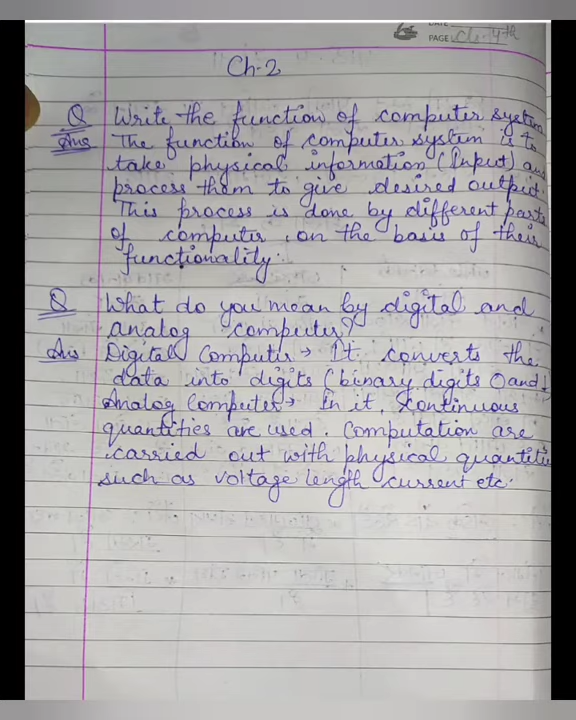 DATE
PAGE Cls. 4th
Ch-2
Q Write the function of computer system
Ans The function of computer system is to
take physical information (Input) and
process them to give desired output.
This process is done by different parts
of computer on the basis of their
functionality.
Q What do you mean by digital and
analog computer?
Ans Digital Computer → It converts the
data into digits (binary digits 0 and 1
Analog Computer → In it, continuous
quantities are used. Computation are
carried out with physical quantities
such as voltage length current etc.